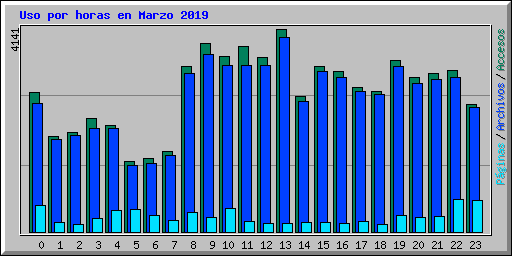 Uso por horas en Marzo 2019
4141
Páginas / Archivos / Accesos
0 1 2 3 4 5 6 7 8 9 10 11 12 13 14 15 16 17 18 19 20 21 22 23